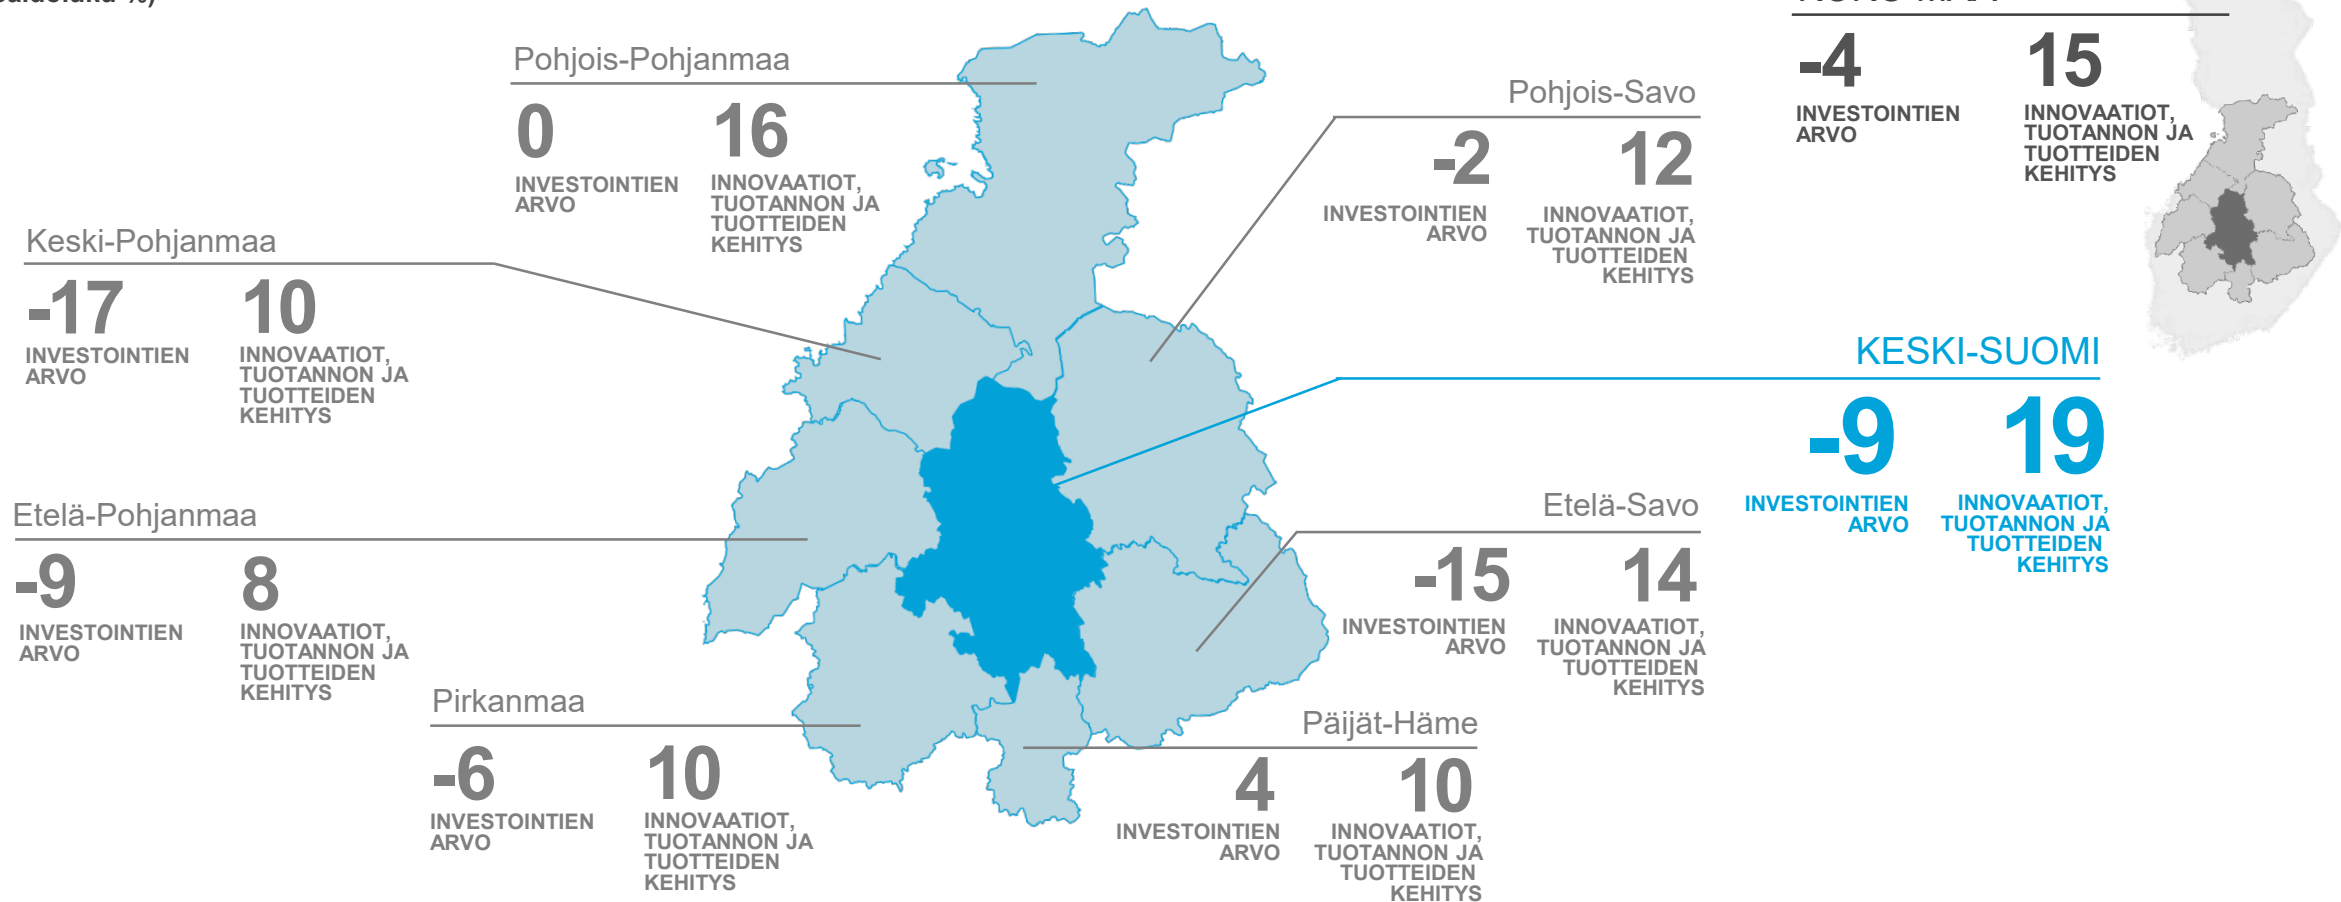 Pohjois-Pohjanmaa
0
16
INVESTOINTIEN
ARVO
INNOVAATIOT,
TUOTANNON JA
TUOTTEIDEN
KEHITYS
Pohjois-Savo
-2
12
INVESTOINTIEN
ARVO
INNOVAATIOT,
TUOTANNON JA
TUOTTEIDEN
KEHITYS
-4
15
INVESTOINTIEN
ARVO
INNOVAATIOT,
TUOTANNON JA
TUOTTEIDEN
KEHITYS
Keski-Pohjanmaa
-17
10
INVESTOINTIEN
ARVO
INNOVAATIOT,
TUOTANNON JA
TUOTTEIDEN
KEHITYS
KESKI-SUOMI
-9
19
INVESTOINTIEN
ARVO
INNOVAATIOT,
TUOTANNON JA
TUOTTEIDEN
KEHITYS
Etelä-Pohjanmaa
-9
8
INVESTOINTIEN
ARVO
INNOVAATIOT,
TUOTANNON JA
TUOTTEIDEN
KEHITYS
Etelä-Savo
-15
14
INVESTOINTIEN
ARVO
INNOVAATIOT,
TUOTANNON JA
TUOTTEIDEN
KEHITYS
Pirkanmaa
-6
10
INVESTOINTIEN
ARVO
INNOVAATIOT,
TUOTANNON JA
TUOTTEIDEN
KEHITYS
Päijät-Häme
4
10
INVESTOINTIEN
ARVO
INNOVAATIOT,
TUOTANNON JA
TUOTTEIDEN
KEHITYS